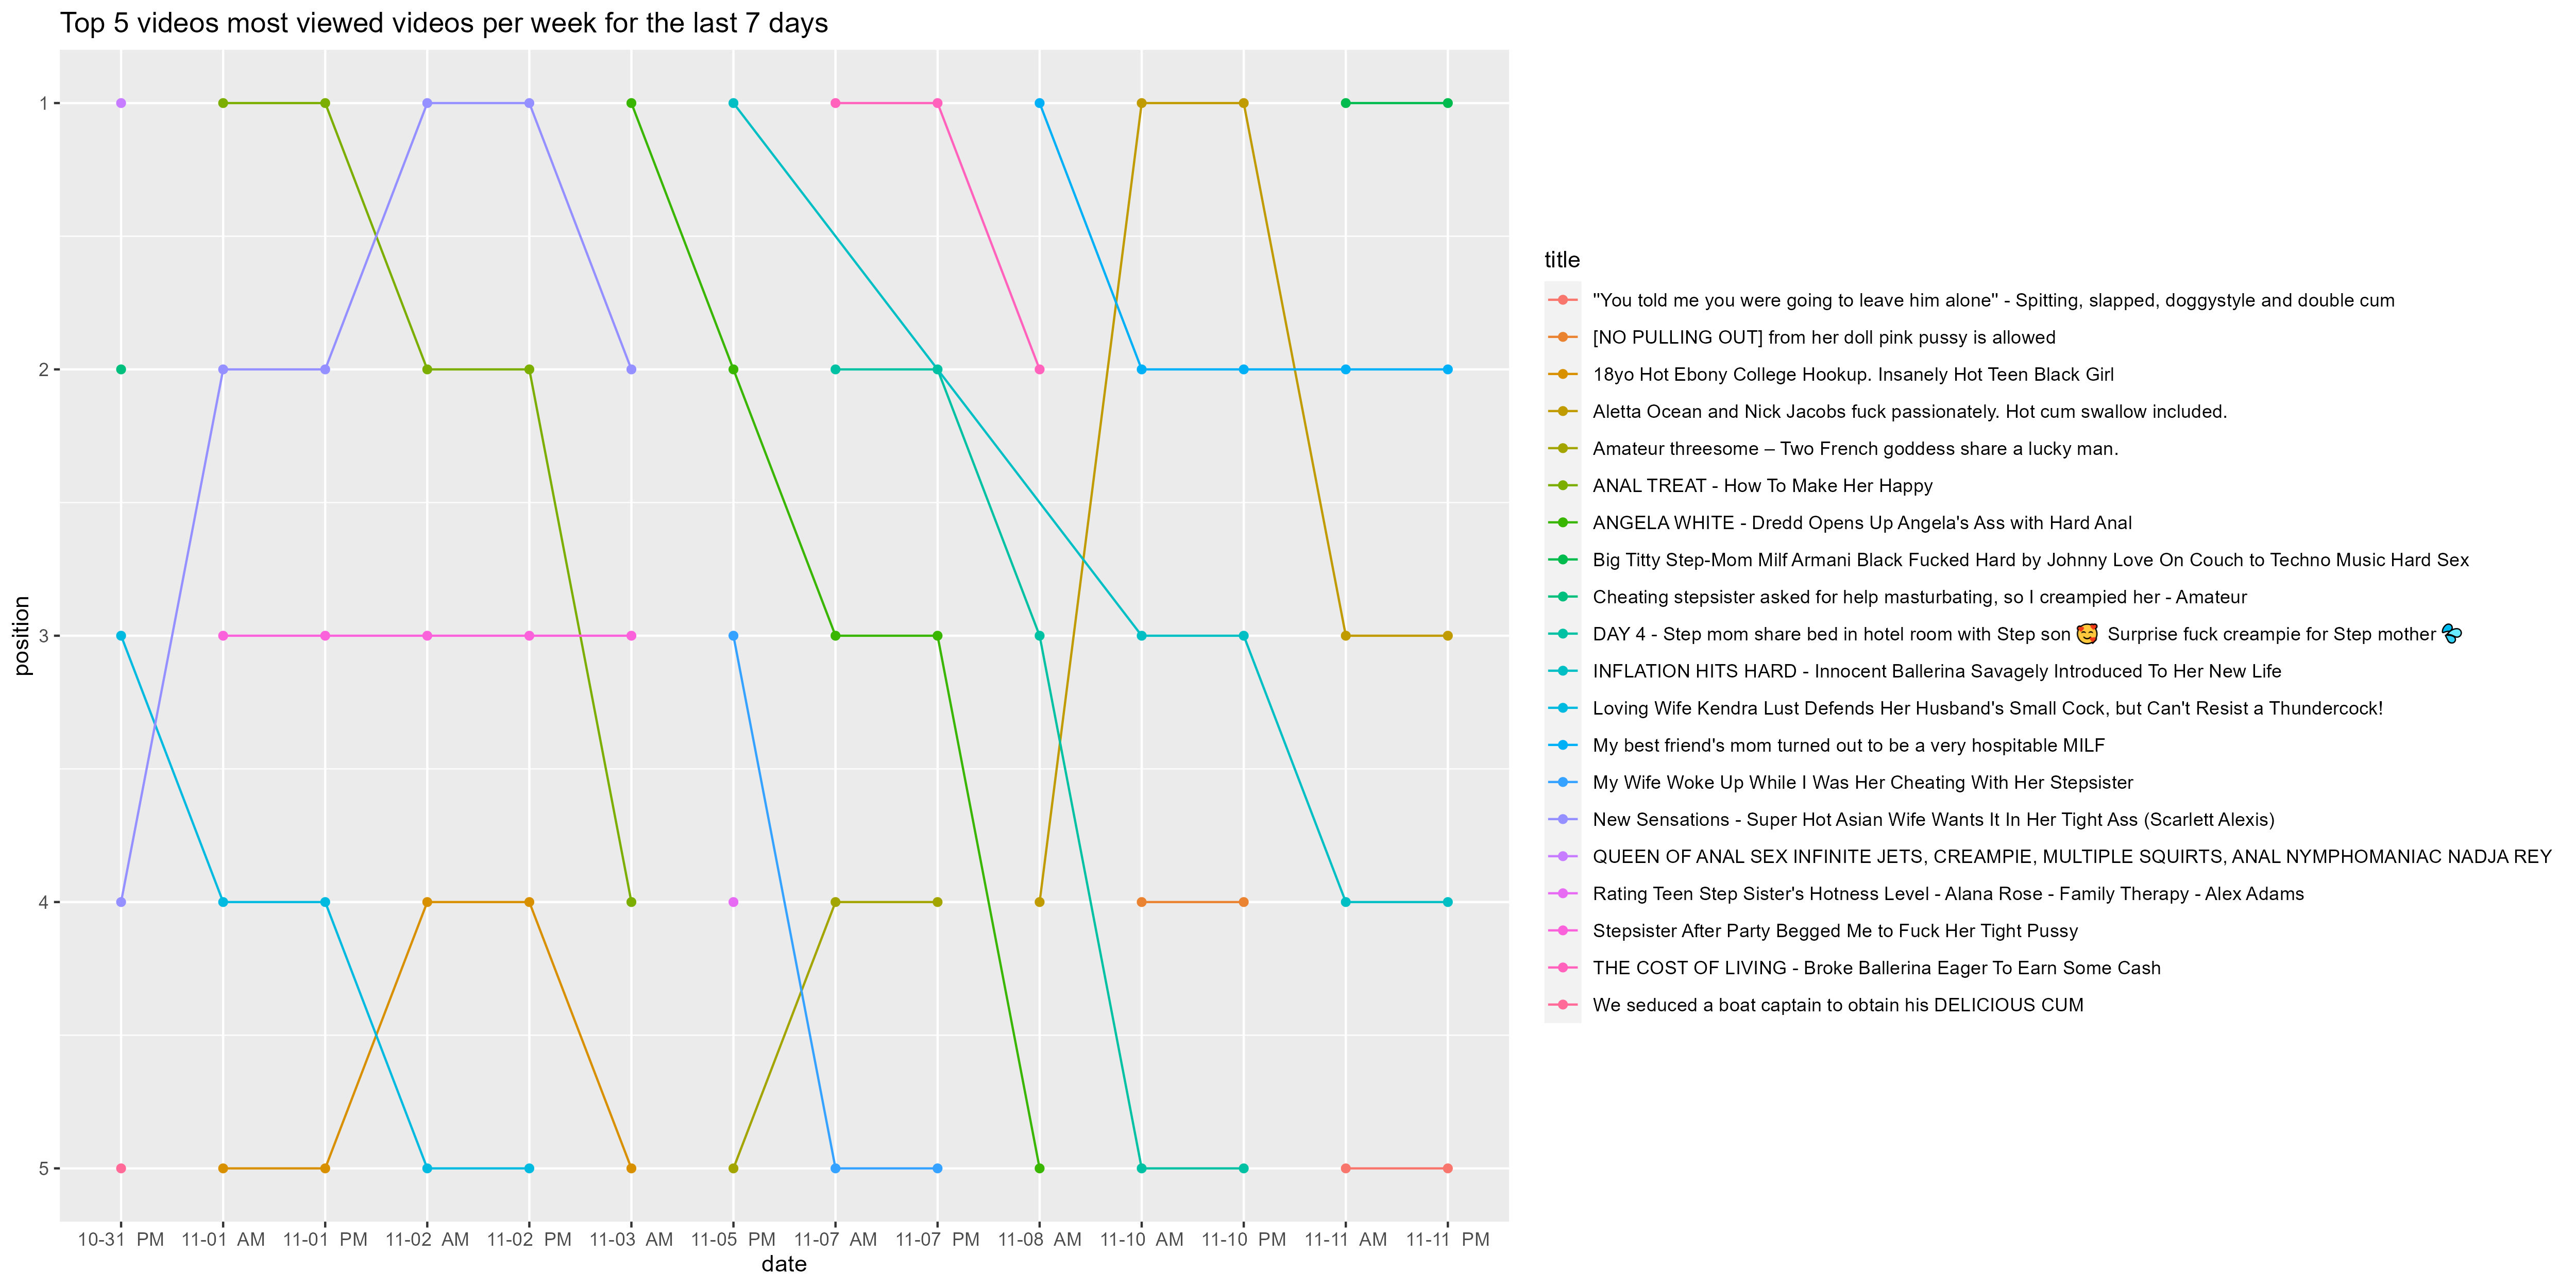 Top 5 videos most viewed videos per week for the last 7 days
position
1
2
3
4
5
10-31 PM 11-01 AM 11-01 PM 11-02 AM 11-02 PM 11-03 AM 11-05 PM 11-07 AM 11-07 PM 11-08 AM 11-10 AM 11-10 PM 11-11 AM 11-11 PM
date
title
"You told me you were going to leave him alone" - Spitting, slapped, doggystyle and double cum
[NO PULLING OUT] from her doll pink pussy is allowed
18yo Hot Ebony College Hookup. Insanely Hot Teen Black Girl
Aletta Ocean and Nick Jacobs fuck passionately. Hot cum swallow included.
Amateur threesome – Two French goddess share a lucky man.
ANAL TREAT - How To Make Her Happy
ANGELA WHITE - Dredd Opens Up Angela's Ass with Hard Anal
Big Titty Step-Mom Milf Armani Black Fucked Hard by Johnny Love On Couch to Techno Music Hard Sex
Cheating stepsister asked for help masturbating, so I creampied her - Amateur
DAY 4 - Step mom share bed in hotel room with Step son 🥰 Surprise fuck creampie for Step mother 💦
INFLATION HITS HARD - Innocent Ballerina Savagely Introduced To Her New Life
Loving Wife Kendra Lust Defends Her Husband's Small Cock, but Can't Resist a Thundercock!
My best friend's mom turned out to be a very hospitable MILF
My Wife Woke Up While I Was Her Cheating With Her Stepsister
New Sensations - Super Hot Asian Wife Wants It In Her Tight Ass (Scarlett Alexis)
QUEEN OF ANAL SEX INFINITE JETS, CREAMPIE, MULTIPLE SQUIRTS, ANAL NYMPHOMANIAC NADJA REY
Rating Teen Step Sister's Hotness Level - Alana Rose - Family Therapy - Alex Adams
Stepsister After Party Begged Me to Fuck Her Tight Pussy
THE COST OF LIVING - Broke Ballerina Eager To Earn Some Cash
We seduced a boat captain to obtain his DELICIOUS CUM